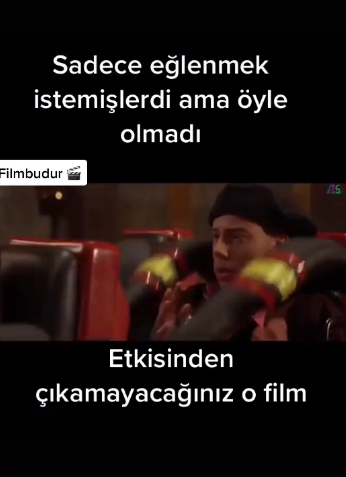 Sadece eğlenmek
istemişlerdi ama öyle
olmadı
Filmbudur 🎬
Etkisinden
çıkamayacağınız o film